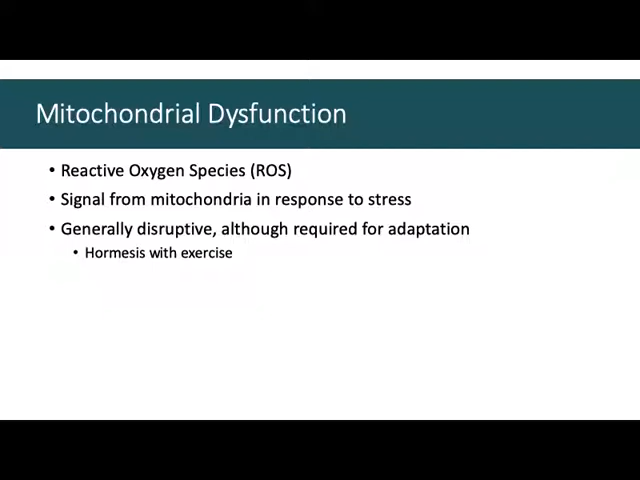 Mitochondrial Dysfunction
• Reactive Oxygen Species (ROS)
• Signal from mitochondria in response to stress
• Generally disruptive, although required for adaptation
• Hormesis with exercise